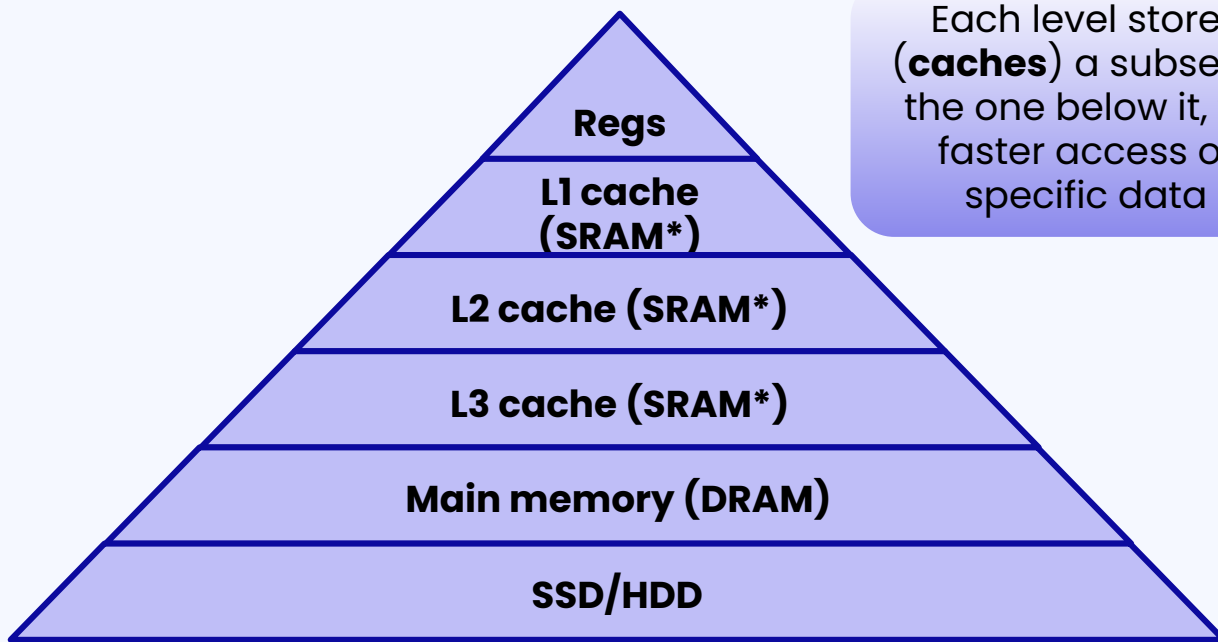 Each level store
(caches) a subse
the one below it,
faster access o
specific data
Regs
L1 cache
(SRAM*)
L2 cache (SRAM*)
L3 cache (SRAM*)
Main memory (DRAM)
SSD/HDD